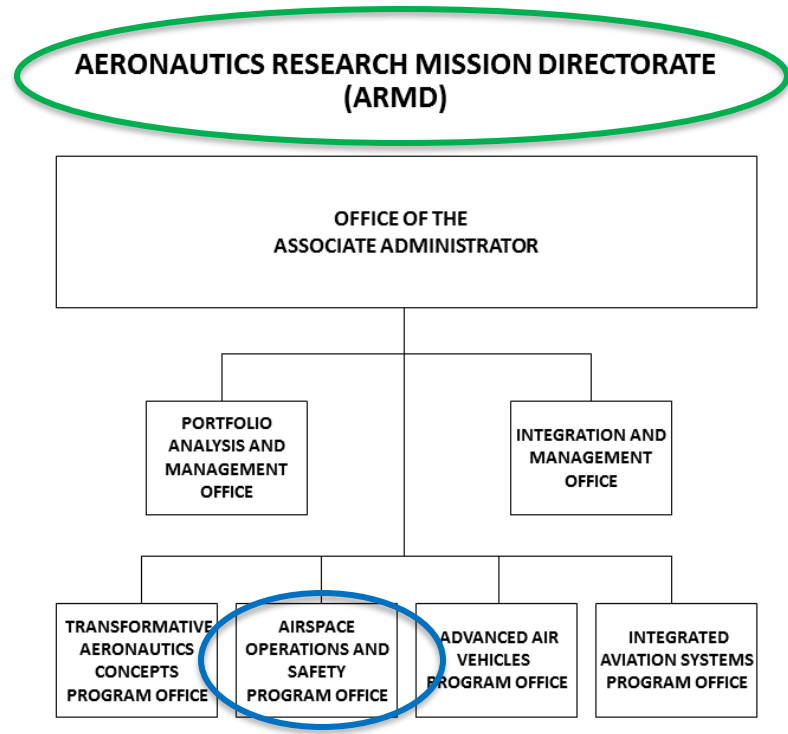 AERONAUTICS RESEARCH MISSION DIRECTORATE
(ARMD)
OFFICE OF THE
ASSOCIATE ADMINISTRATOR
PORTFOLIO
ANALYSIS AND
MANAGEMENT
OFFICE
INTEGRATION AND
MANAGEMENT
OFFICE
TRANSFORMATIVE
AERONAUTICS
CONCEPTS
PROGRAM OFFICE
AIRSPACE
OPERATIONS AND
SAFETY
PROGRAM OFFICE
ADVANCED AIR
VEHICLES
PROGRAM OFFICE
INTEGRATED
AVIATION SYSTEMS
PROGRAM OFFICE